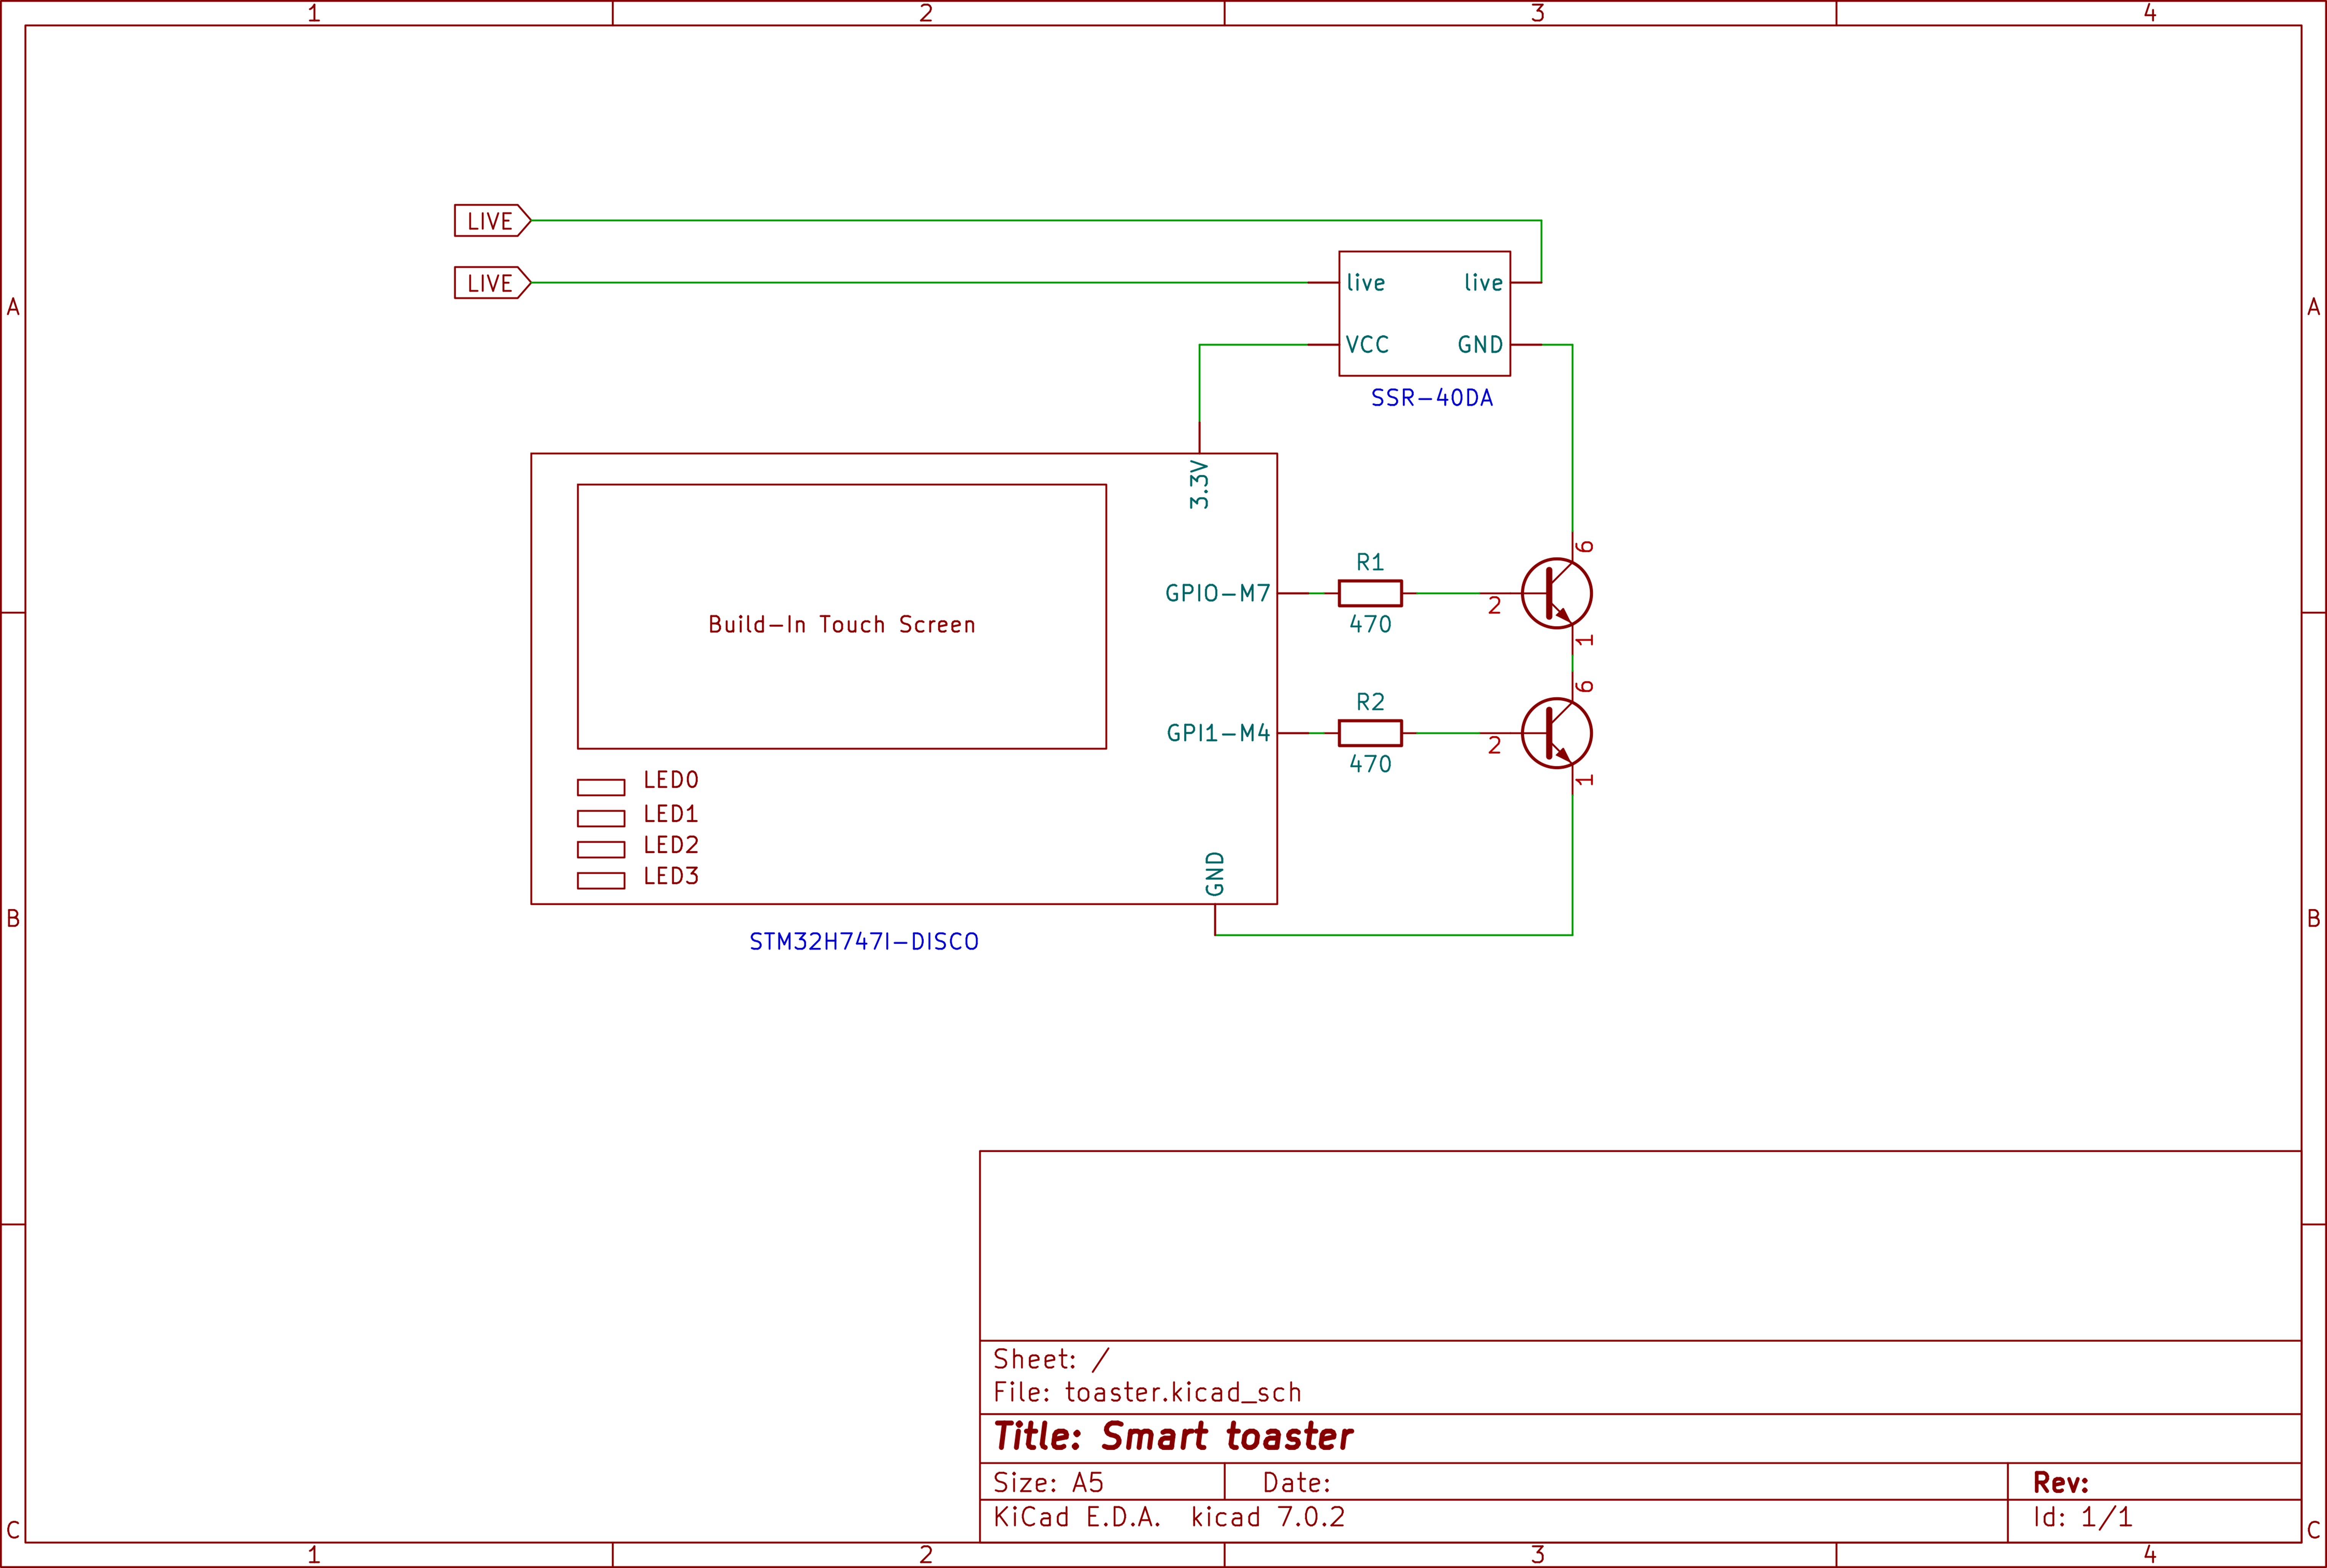 1 2 3 4
LIVE
LIVE
A A
live live
VCC GND
SSR-40DA
3.3V
6
R1
GPIO-M7
2
470
1
Build-In Touch Screen
6
R2
GPI1-M4
2
470
1
LED0
LED1
LED2
LED3
GND
B B
STM32H747I-DISCO
Sheet: /
File: toaster.kicad_sch
Title: Smart toaster
Size: A5 Date: Rev:
KiCad E.D.A. kicad 7.0.2 Id: 1/1
C C
1 2 3 4